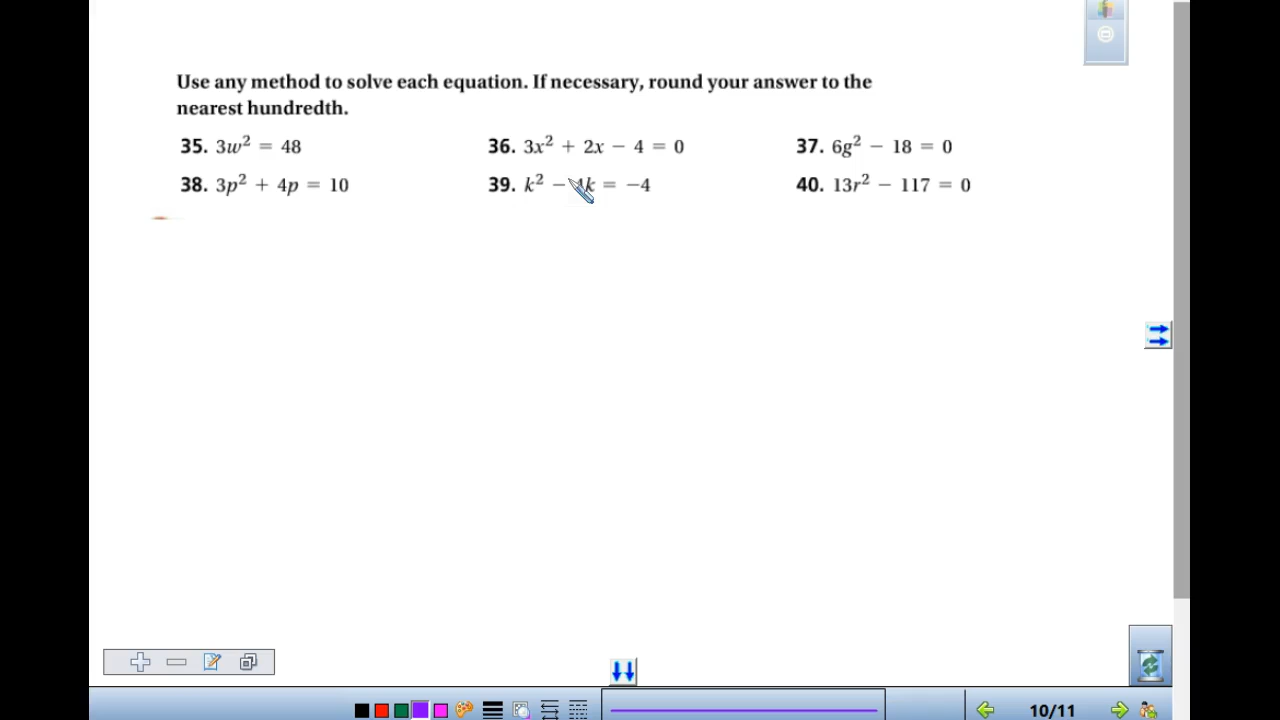 Use any method to solve each equation. If necessary, round your answer to the
nearest hundredth.
35. 3w² = 48 36. 3x² + 2x − 4 = 0 37. 6g² − 18 = 0
38. 3p² + 4p = 10 39. k² − k = −4 40. 13r² − 117 = 0
10/11